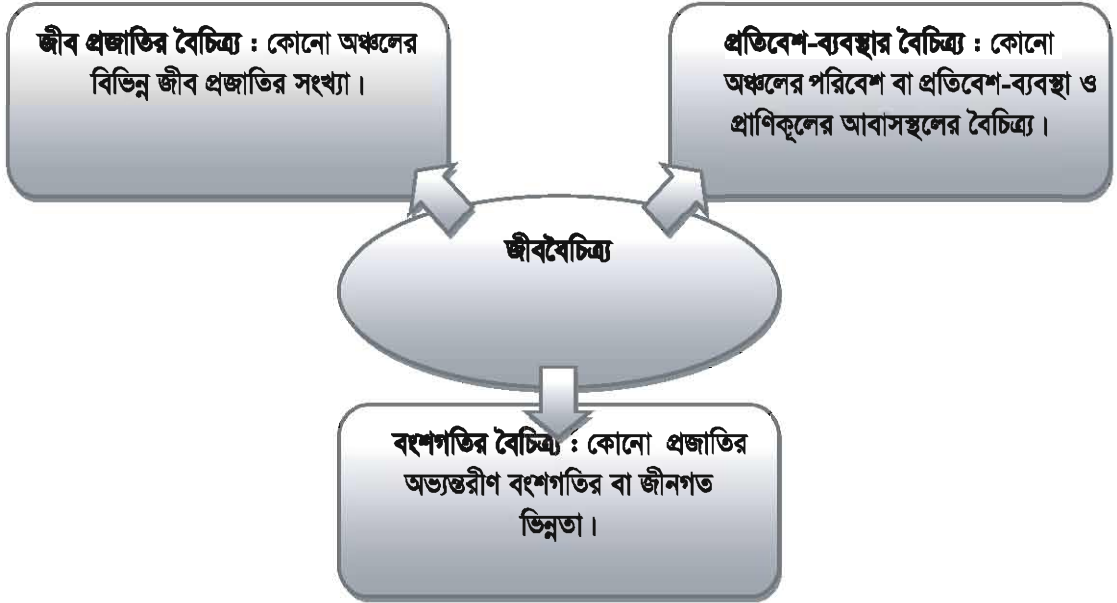 জীব প্রজাতির বৈচিত্র্য : কোনো অঞ্চলের
বিভিন্ন জীব প্রজাতির সংখ্যা।
প্রতিবেশ-ব্যবস্থার বৈচিত্র্য : কোনো
অঞ্চলের পরিবেশ বা প্রতিবেশ-ব্যবস্থা ও
প্রাণিকূলের আবাসস্থলের বৈচিত্র্য।
জীববৈচিত্র্য
বংশগতির বৈচিত্র্য : কোনো প্রজাতির
অভ্যন্তরীণ বংশগতির বা জীনগত
ভিন্নতা।